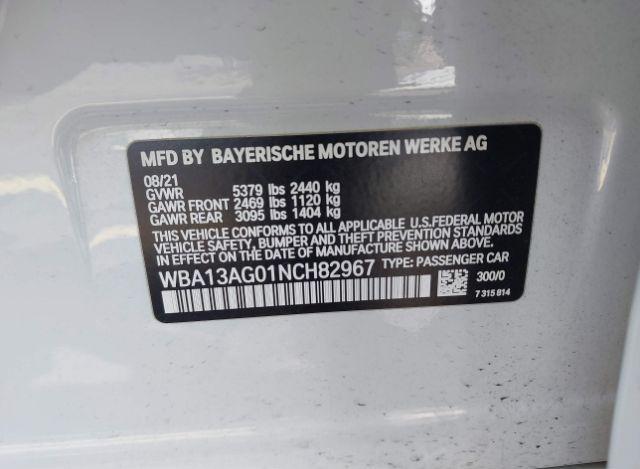 MFD BY BAYERISCHE MOTOREN WERKE AG
08/21
GVWR 5379 lbs 2440 kg
GAWR FRONT 2469 lbs 1120 kg
GAWR REAR 3095 lbs 1404 kg
THIS VEHICLE CONFORMS TO ALL APPLICABLE U.S.FEDERAL MOTOR
VEHICLE SAFETY, BUMPER AND THEFT PREVENTION STANDARDS
IN EFFECT ON THE DATE OF MANUFACTURE SHOWN ABOVE.
WBA13AG01NCH82967 TYPE: PASSENGER CAR
300/0
7 315 814